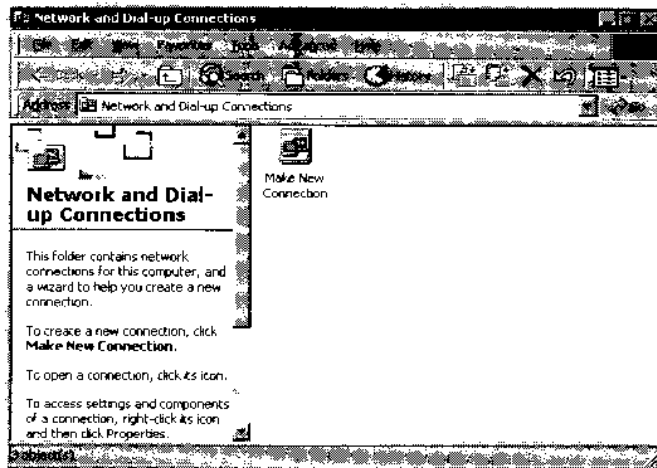 Network and Dial-up Connections
File Edit View Favorites Tools Advanced Help
Search Folders History
Address Network and Dial-up Connections Go
Make New
Connection
Network and Dial-
up Connections
This folder contains network
connections for this computer, and
a wizard to help you create a new
connection.
To create a new connection, click
Make New Connection.
To open a connection, click its icon.
To access settings and components
of a connection, right-click its icon
and then click Properties.
object(s)